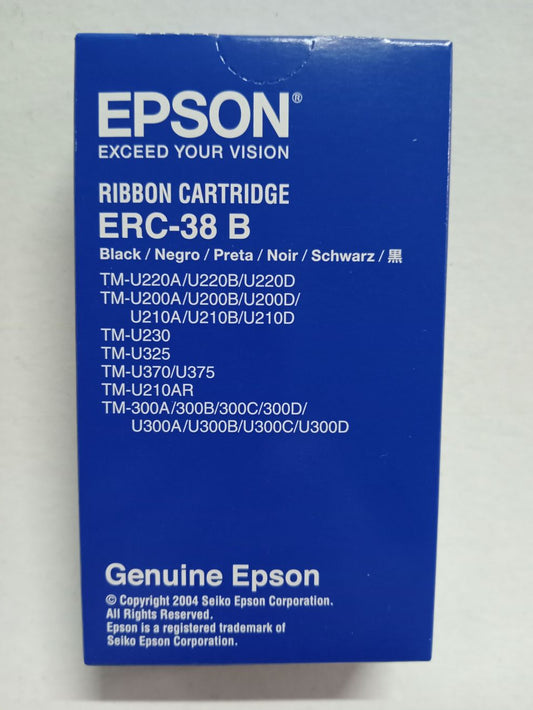 EPSON®
EXCEED YOUR VISION
RIBBON CARTRIDGE
ERC-38 B
Black / Negro / Preta / Noir / Schwarz / 黒
TM-U220A/U220B/U220D
TM-U200A/U200B/U200D/
U210A/U210B/U210D
TM-U230
TM-U325
TM-U370/U375
TM-U210AR
TM-300A/300B/300C/300D/
U300A/U300B/U300C/U300D
Genuine Epson
© Copyright 2004 Seiko Epson Corporation.
All Rights Reserved.
Epson is a registered trademark of
Seiko Epson Corporation.